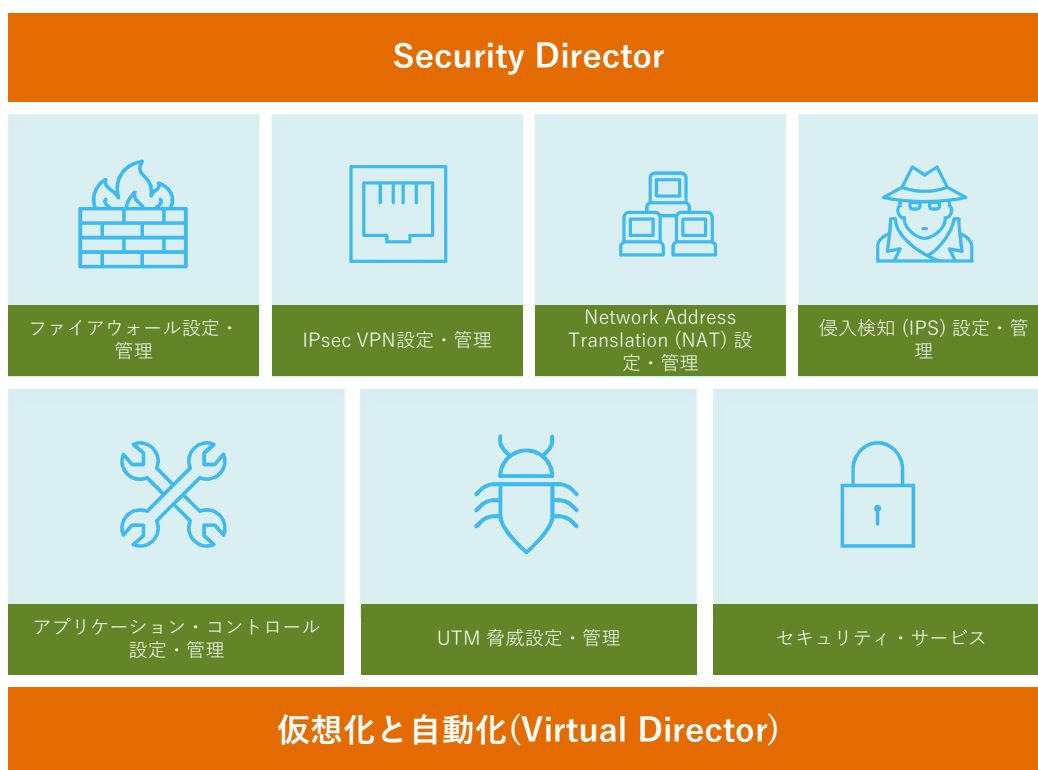 Security Director
ファイアウォール設定・
管理
IPsec VPN設定・管理
Network Address
Translation (NAT) 設
定・管理
侵入検知 (IPS) 設定・管
理
アプリケーション・コントロール
設定・管理
UTM 脅威設定・管理
セキュリティ・サービス
仮想化と自動化(Virtual Director)